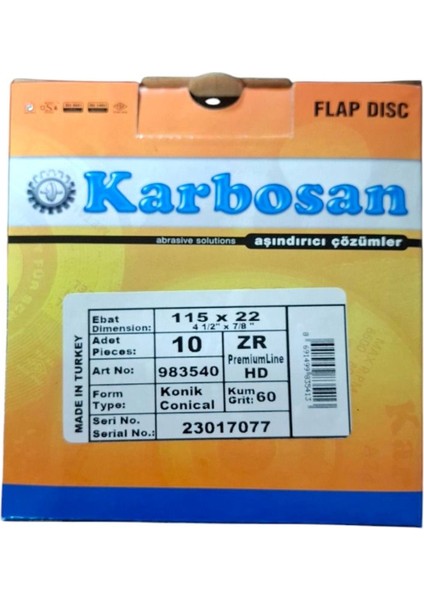 FLAP DISC
Karbosan
abrasive solutions aşındırıcı çözümler
MADE IN TURKEY
Ebat
Dimension:
115 x 22
4 1/2" x 7/8 "
Adet
Pieces:
10
ZR
PremiumLine
HD
Art No:
983540
Form
Type:
Konik
Conical
Kum
Grit: 60
Seri No.
Serial No.:
23017077